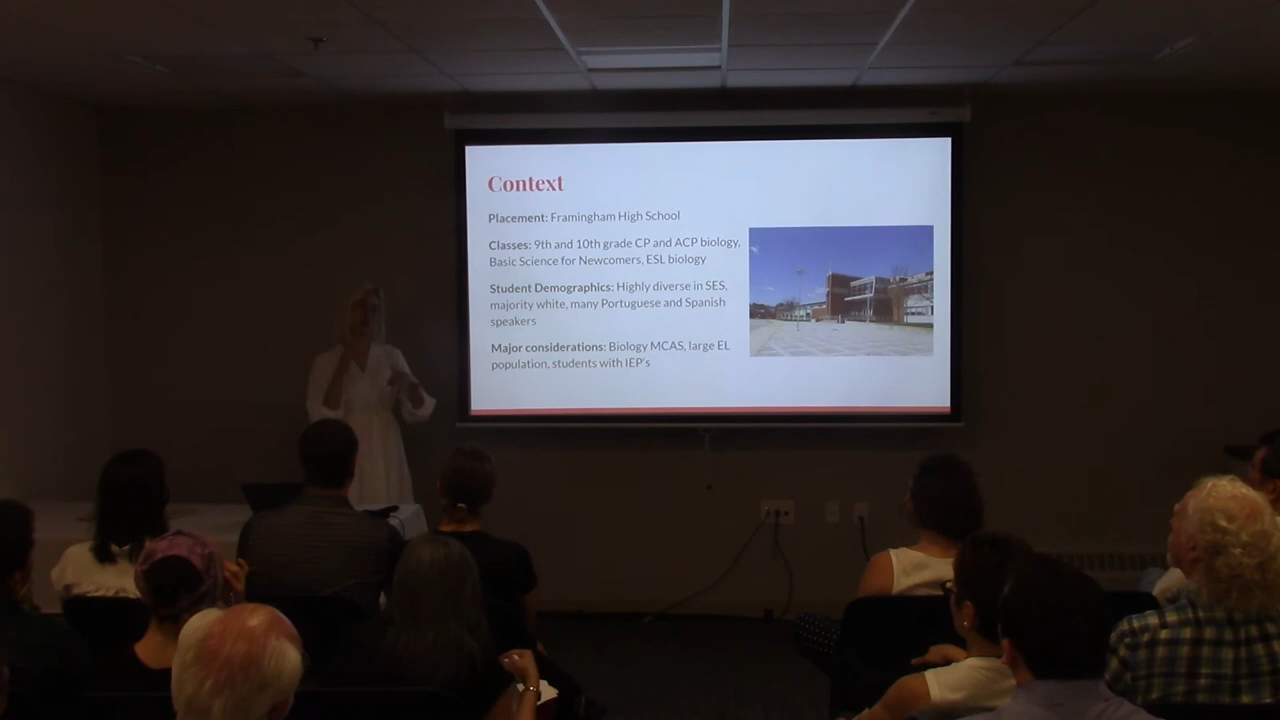 Context
Placement: Framingham High School
Classes: 9th and 10th grade CP and ACP biology,
Basic Science for Newcomers, ESL biology
Student Demographics: Highly diverse in SES,
majority white, many Portuguese and Spanish
speakers
Major considerations: Biology MCAS, large EL
population, students with IEP's